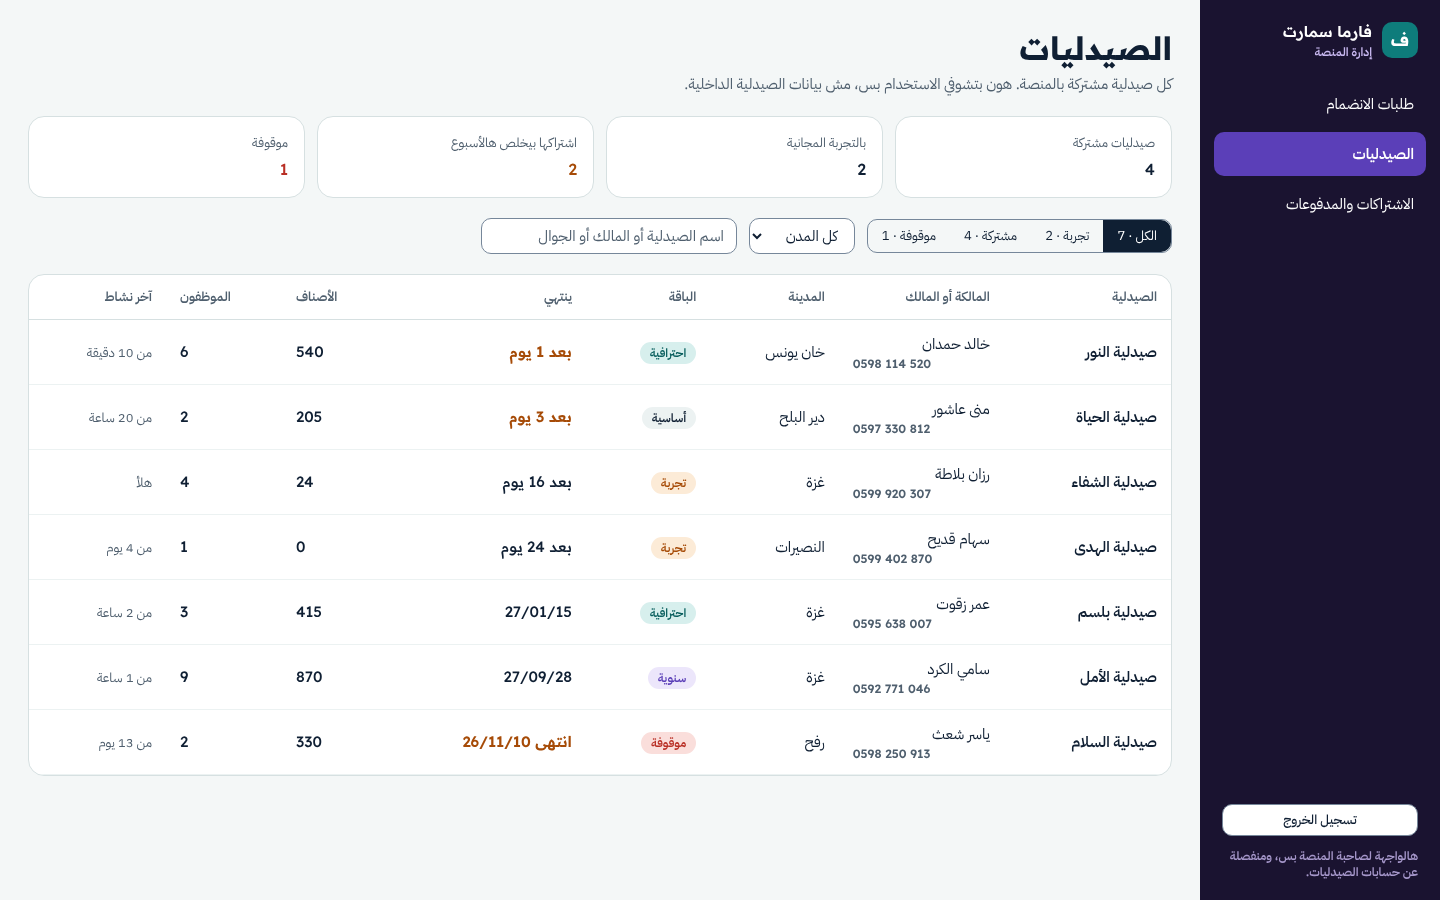 ف
فارما سمارت
إدارة المنصة
طلبات الانضمام
الصيدليات
الاشتراكات والمدفوعات
تسجيل الخروج
هالواجهة لصاحبة المنصة بس، ومنفصلة
عن حسابات الصيدليات.
الصيدليات
كل صيدلية مشتركة بالمنصة. هون بتشوفي الاستخدام بس، مش بيانات الصيدلية الداخلية.
صيدليات مشتركة
4
بالتجربة المجانية
2
اشتراكها بيخلص هالأسبوع
2
موقوفة
1
الكل · 7 تجربة · 2 مشتركة · 4 موقوفة · 1 كل المدن اسم الصيدلية أو المالك أو الجوال
الصيدلية المالكة أو المالك المدينة الباقة ينتهي الأصناف الموظفون آخر نشاط
صيدلية النور خالد حمدان خان يونس احترافية بعد 1 يوم 540 6 من 10 دقيقة
0598 114 520
صيدلية الحياة منى عاشور دير البلح أساسية بعد 3 يوم 205 2 من 20 ساعة
0597 330 812
صيدلية الشفاء رزان بلاطة غزة تجربة بعد 16 يوم 24 4 هلأ
0599 920 307
صيدلية الهدى سهام قديح النصيرات تجربة بعد 24 يوم 0 1 من 4 يوم
0599 402 870
صيدلية بلسم عمر زقوت غزة احترافية 27/01/15 415 3 من 2 ساعة
0595 638 007
صيدلية الأمل سامي الكرد غزة سنوية 27/09/28 870 9 من 1 ساعة
0592 771 046
صيدلية السلام ياسر شعث رفح موقوفة انتهى 26/11/10 330 2 من 13 يوم
0598 250 913